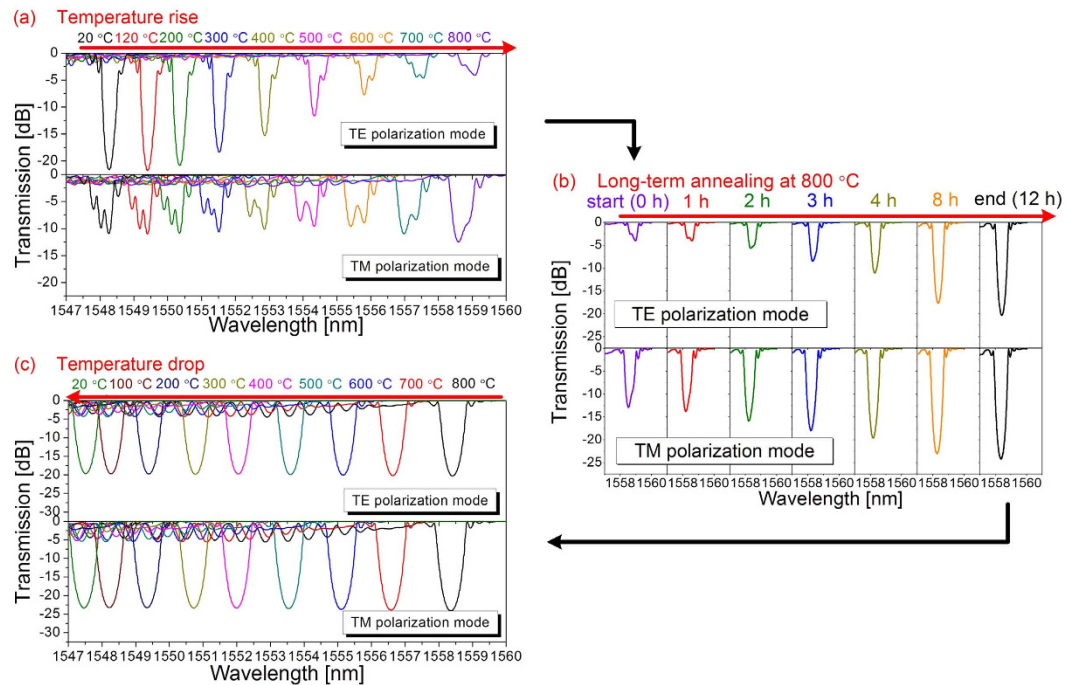 (a) Temperature rise
20 °C 120 °C 200 °C 300 °C 400 °C 500 °C 600 °C 700 °C 800 °C
0
-5
-10
-15
-20
TE polarization mode
0
-5
-10
-15
-20
TM polarization mode
Transmission [dB]
1547 1548 1549 1550 1551 1552 1553 1554 1555 1556 1557 1558 1559 1560
Wavelength [nm]
(b) Long-term annealing at 800 °C
start (0 h) 1 h 2 h 3 h 4 h 8 h end (12 h)
0
-5
-10
-15
-20
-25
TE polarization mode
0
-5
-10
-15
-20
-25
TM polarization mode
Transmission [dB]
1558 1560 1558 1560 1558 1560 1558 1560 1558 1560 1558 1560 1558 1560
Wavelength [nm]
(c) Temperature drop
20 °C 100 °C 200 °C 300 °C 400 °C 500 °C 600 °C 700 °C 800 °C
0
-5
-10
-15
-20
-25
-30
TE polarization mode
0
-5
-10
-15
-20
-25
-30
TM polarization mode
Transmission [dB]
1547 1548 1549 1550 1551 1552 1553 1554 1555 1556 1557 1558 1559 1560
Wavelength [nm]